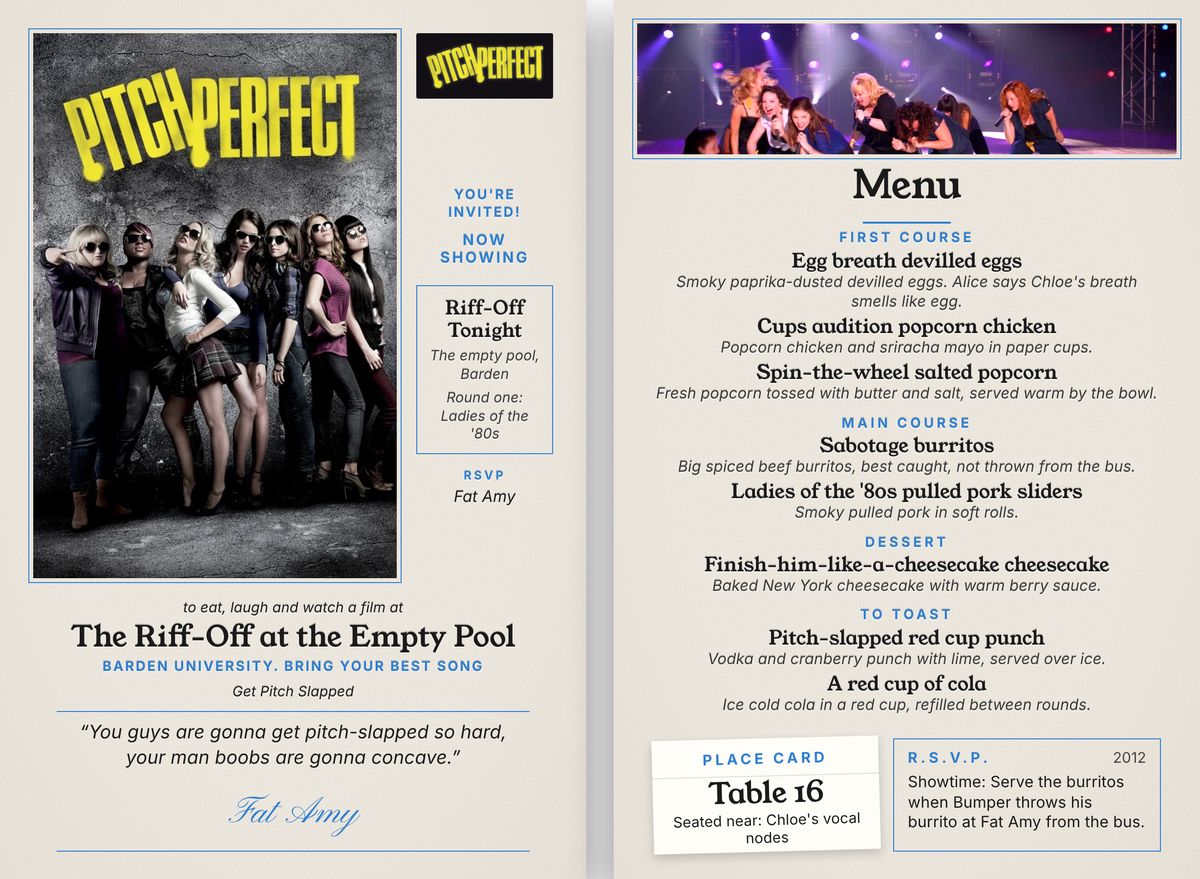 PITCH PERFECT
PITCH PERFECT
YOU'RE
INVITED!
NOW
SHOWING
Riff-Off
Tonight
The empty pool,
Barden
Round one:
Ladies of the
'80s
RSVP
Fat Amy
to eat, laugh and watch a film at
The Riff-Off at the Empty Pool
BARDEN UNIVERSITY. BRING YOUR BEST SONG
Get Pitch Slapped
“You guys are gonna get pitch-slapped so hard,
your man boobs are gonna concave.”
Fat Amy
Menu
FIRST COURSE
Egg breath devilled eggs
Smoky paprika-dusted devilled eggs. Alice says Chloe's breath
smells like egg.
Cups audition popcorn chicken
Popcorn chicken and sriracha mayo in paper cups.
Spin-the-wheel salted popcorn
Fresh popcorn tossed with butter and salt, served warm by the bowl.
MAIN COURSE
Sabotage burritos
Big spiced beef burritos, best caught, not thrown from the bus.
Ladies of the '80s pulled pork sliders
Smoky pulled pork in soft rolls.
DESSERT
Finish-him-like-a-cheesecake cheesecake
Baked New York cheesecake with warm berry sauce.
TO TOAST
Pitch-slapped red cup punch
Vodka and cranberry punch with lime, served over ice.
A red cup of cola
Ice cold cola in a red cup, refilled between rounds.
PLACE CARD
Table 16
Seated near: Chloe's vocal
nodes
R.S.V.P. 2012
Showtime: Serve the burritos
when Bumper throws his
burrito at Fat Amy from the bus.